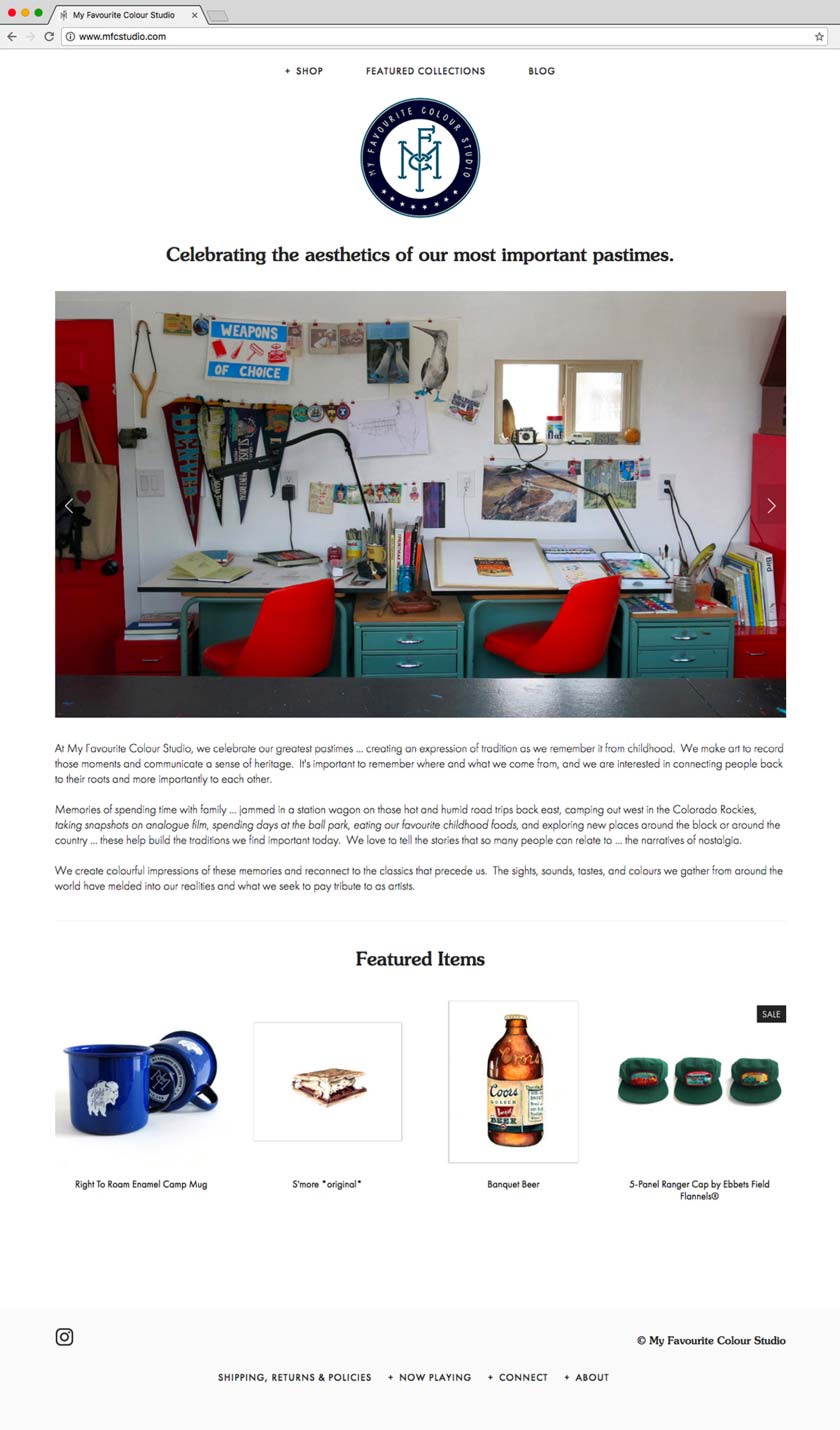 My Favourite Colour Studio
www.mfcstudio.com
+ SHOP FEATURED COLLECTIONS BLOG
MY FAVOURITE COLOUR STUDIO
Celebrating the aesthetics of our most important pastimes.
WEAPONS
OF CHOICE
DENVER
Bird
At My Favourite Colour Studio, we celebrate our greatest pastimes ... creating an expression of tradition as we remember it from childhood. We make art to record
those moments and communicate a sense of heritage. It's important to remember where and what we come from, and we are interested in connecting people back
to their roots and more importantly to each other.
Memories of spending time with family ... jammed in a station wagon on those hot and humid road trips back east, camping out west in the Colorado Rockies,
taking snapshots on analogue film, spending days at the ball park, eating our favourite childhood foods, and exploring new places around the block or around the
country ... these help build the traditions we find important today. We love to tell the stories that so many people can relate to ... the narratives of nostalgia.
We create colourful impressions of these memories and reconnect to the classics that precede us. The sights, sounds, tastes, and colours we gather from around the
world have melded into our realities and what we seek to pay tribute to as artists.
Featured Items
SALE
Coors
Coors
GOLDEN
BEER
Right To Roam Enamel Camp Mug
S'more *original*
Banquet Beer
5-Panel Ranger Cap by Ebbets Field
Flannels®
© My Favourite Colour Studio
SHIPPING, RETURNS & POLICIES + NOW PLAYING + CONNECT + ABOUT